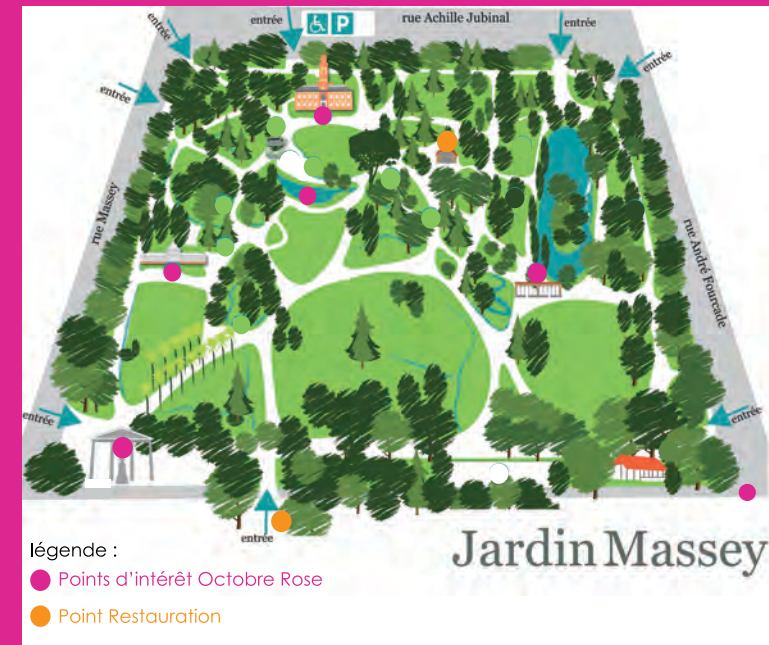 rue Achille Jubinal
entrée
entrée
P
entrée
entrée
entrée
entrée
rue Massey
rue André Fourcade
entrée
entrée
entrée
Jardin Massey
légende :
Points d'intérêt Octobre Rose
Point Restauration